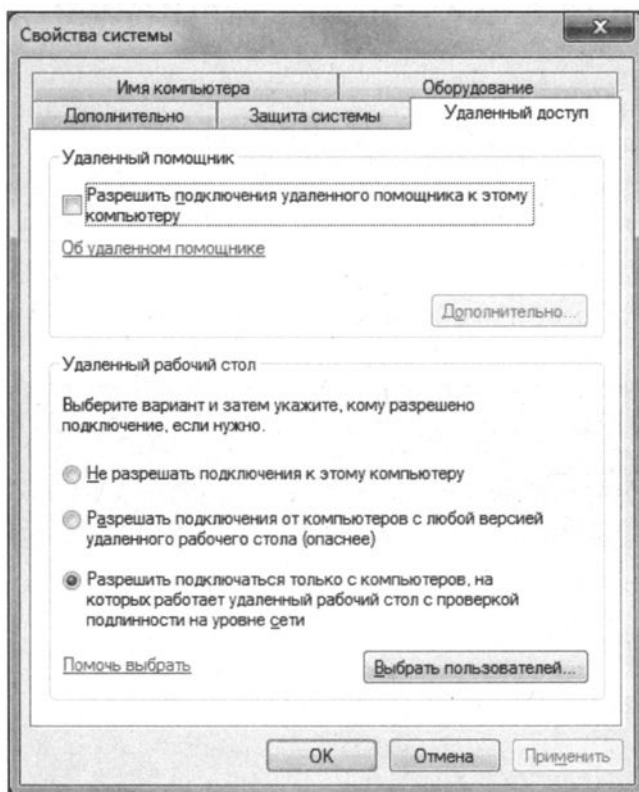 Свойства системы
Имя компьютера
Оборудование
Дополнительно
Защита системы
Удаленный доступ
Удаленный помощник
Разрешить подключения удаленного помощника к этому
компьютеру
Об удаленном помощнике
Дополнительно...
Удаленный рабочий стол
Выберите вариант и затем укажите, кому разрешено
подключение, если нужно.
Не разрешать подключения к этому компьютеру
Разрешать подключения от компьютеров с любой версией
удаленного рабочего стола (опаснее)
Разрешить подключаться только с компьютеров, на
которых работает удаленный рабочий стол с проверкой
подлинности на уровне сети
Помочь выбрать
Выбрать пользователей...
ОК
Отмена
Применить